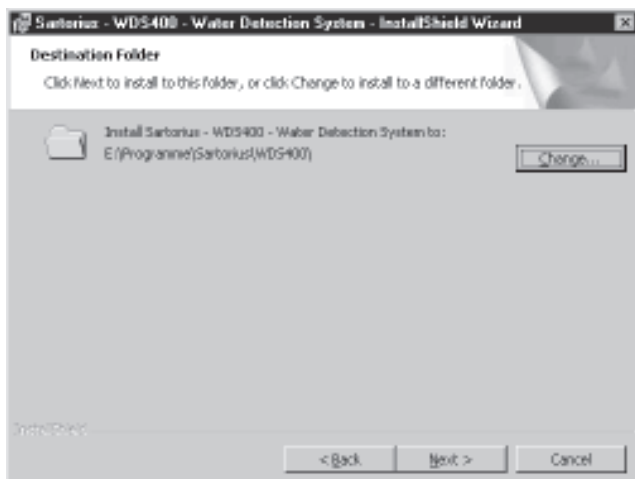 Sartorius - WDS400 - Water Detection System - InstallShield Wizard
Destination Folder
Click Next to install to this folder, or click Change to install to a different folder.
Install Sartorius - WDS400 - Water Detection System to:
E:\Programme\Sartorius\WDS400\
Change...
InstallShield
< Back
Next >
Cancel